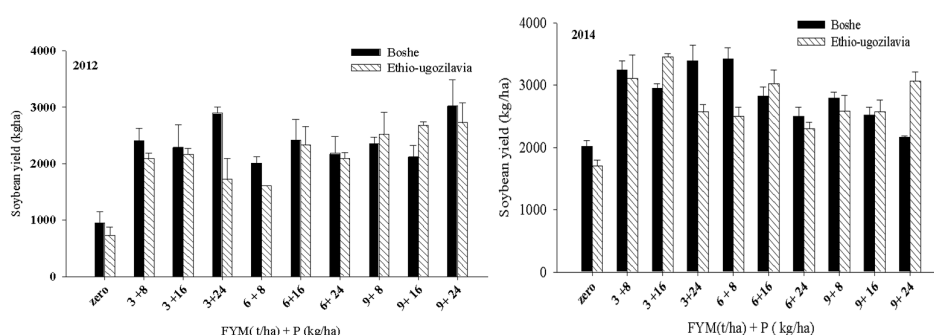 4000
3000
2000
1000
0
Soybean yield (kgha)
2012
Boshe
Ethio-ugozilavia
zero
3 +8
3 +16
3+24
6 + 8
6+16
6+ 24
9+ 8
9+ 16
9+ 24
FYM( t/ha) + P (kg/ha)
4000
3000
2000
1000
0
Soybean yield (kg/ha)
2014
Boshe
Ethio-ugozilavia
zero
3 +8
3 +16
3+24
6 + 8
6+16
6+ 24
9+ 8
9+ 16
9+ 24
FYM(t/ha) + P ( kg/ha)